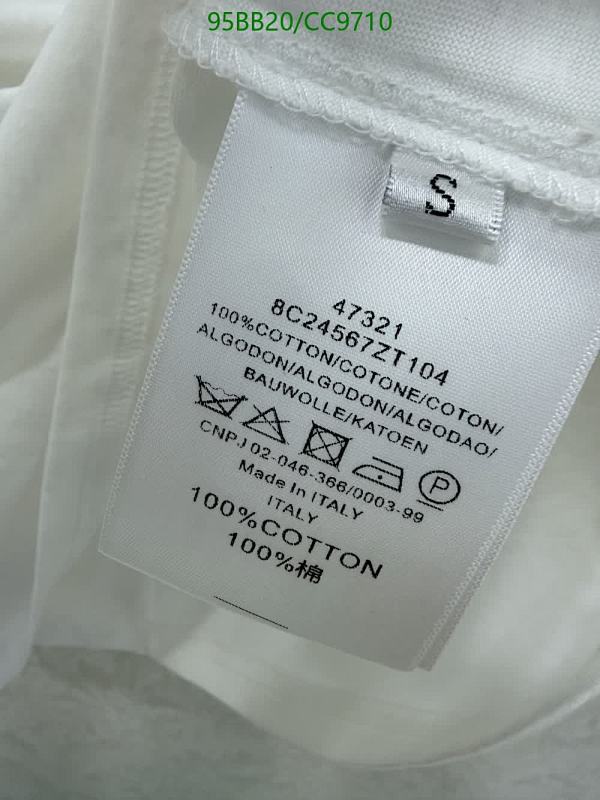 95BB20/CC9710
S
47321
8C24567ZT104
100%COTTON/COTONE/COTON/
ALGODON/ALGODON/ALGODAO/
BAUWOLLE/KATOEN
P
CNPJ 02-046-366/0003-99
Made In ITALY
ITALY
100%COTTON
100%棉